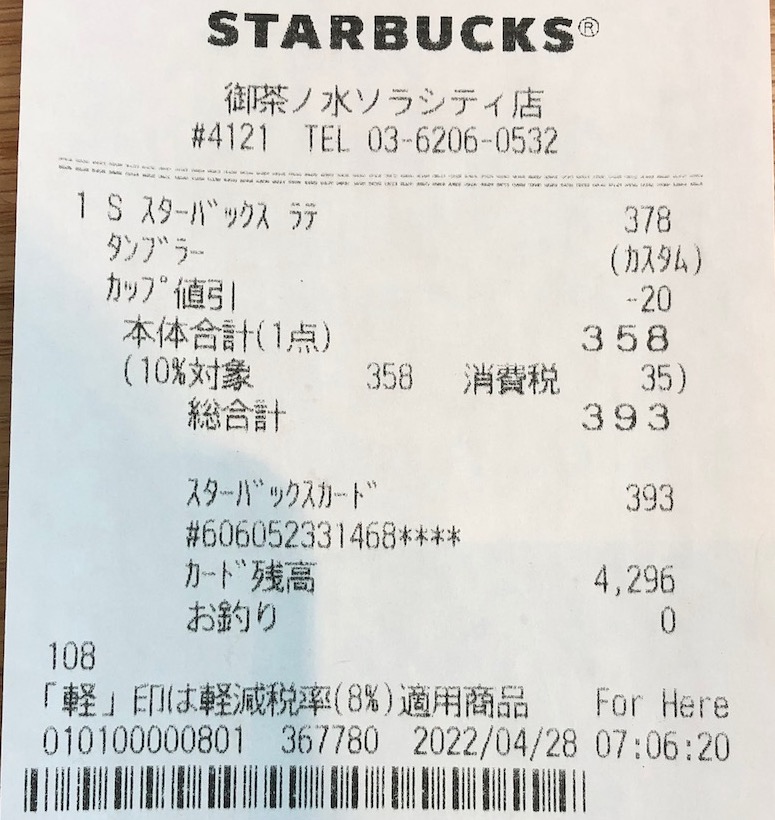 STARBUCKS®
御茶ノ水ソラシティ店
#4121 TEL 03-6206-0532
1 S スターバックス ラテ 378
タンブラー (カスタム)
カップ値引 -20
本体合計(1点) 358
(10%対象 358 消費税 35)
総合計 393
スターバックスカード 393
#606052331468****
カード残高 4,296
お釣り 0
108
「軽」印は軽減税率(8%)適用商品 For Here
010100000801 367780 2022/04/28 07:06:20